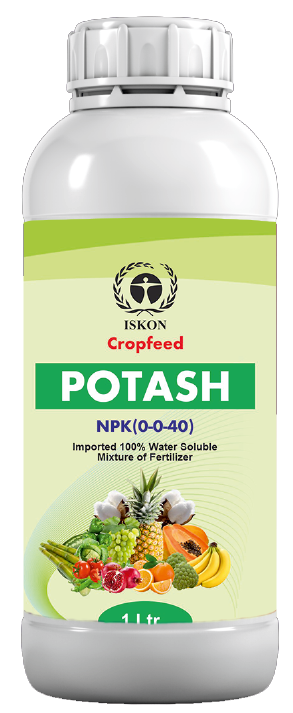 ISKON
Cropfeed
POTASH
NPK(0-0-40)
Imported 100% Water Soluble
Mixture of Fertilizer
1 Ltr